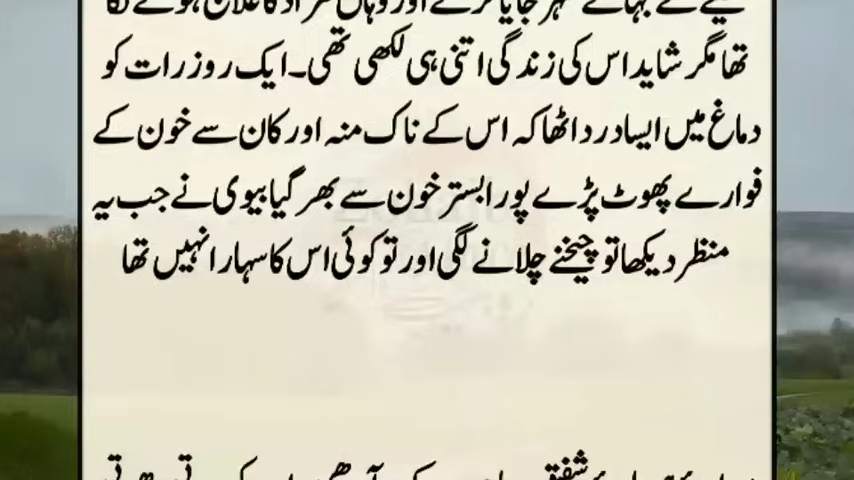 تھا مگر شاید اس کی زندگی اتنی ہی لکھی تھی۔ ایک روز رات کو
دماغ میں ایسا درد اٹھا کہ اس کے ناک منہ اور کان سے خون کے
فوارے پھوٹ پڑے پورا بستر خون سے بھر گیا بیوی نے جب یہ
منظر دیکھا تو چیخنے چلانے لگی اور تو کوئی اس کا سہارا نہیں تھا